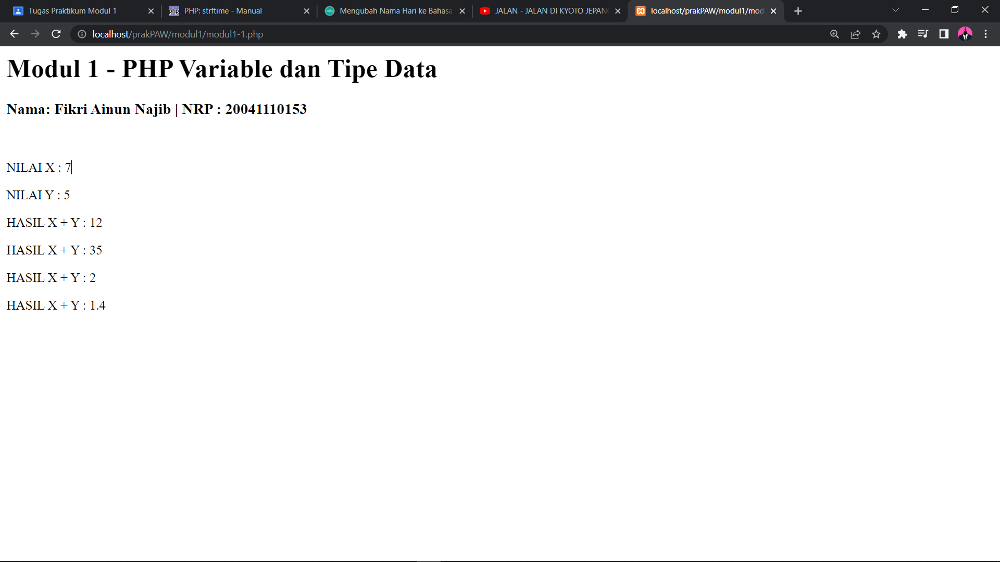 Tugas Praktikum Modul 1
php
PHP: strftime - Manual
Mengubah Nama Hari ke Bahasa
JALAN - JALAN DI KYOTO JEPANG
localhost/prakPAW/modul1/mod
localhost/prakPAW/modul1/modul1-1.php
Modul 1 - PHP Variable dan Tipe Data
Nama: Fikri Ainun Najib | NRP : 20041110153
NILAI X : 7
NILAI Y : 5
HASIL X + Y : 12
HASIL X + Y : 35
HASIL X + Y : 2
HASIL X + Y : 1.4